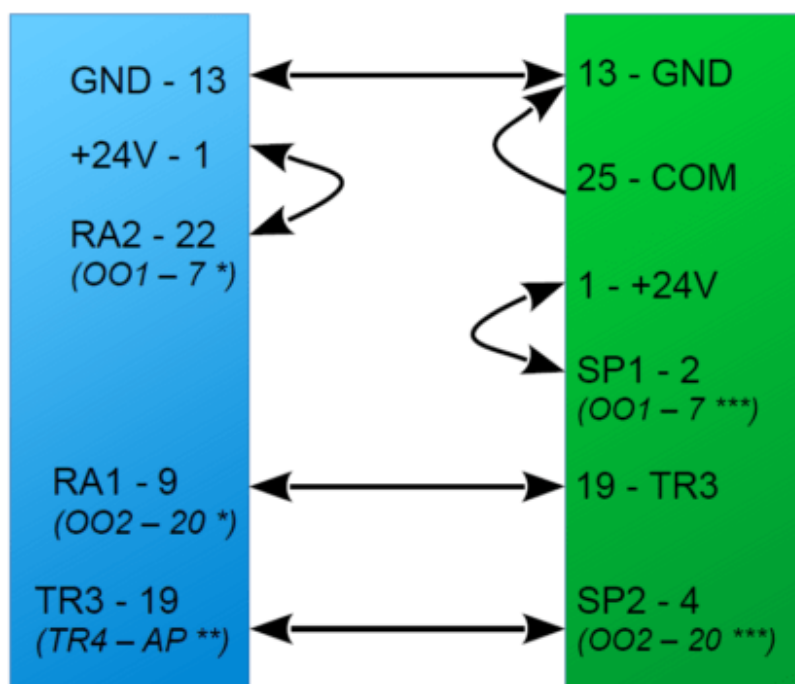 GND - 13
+24V - 1
RA2 - 22
(OO1 – 7 *)
RA1 - 9
(OO2 – 20 *)
TR3 - 19
(TR4 – AP **)
13 - GND
25 - COM
1 - +24V
SP1 - 2
(OO1 – 7 ***)
19 - TR3
SP2 - 4
(OO2 – 20 ***)